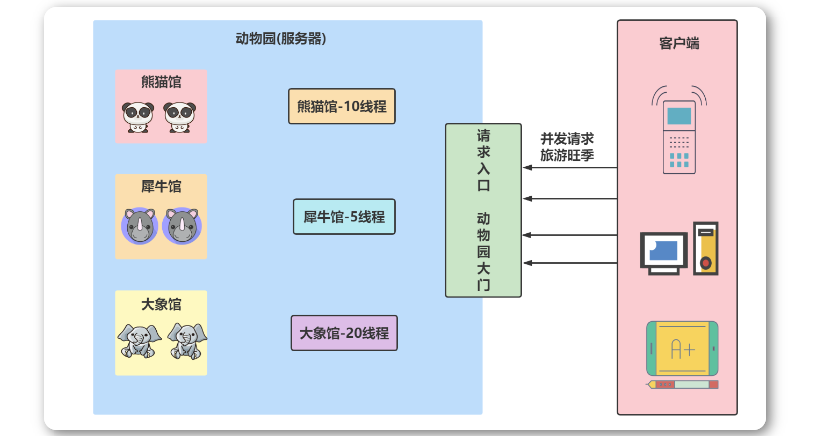 动物园(服务器)
熊猫馆
熊猫馆-10线程
犀牛馆
犀牛馆-5线程
大象馆
大象馆-20线程
请
求
入
口
动
物
园
大
门
并发请求
旅游旺季
客户端
A+